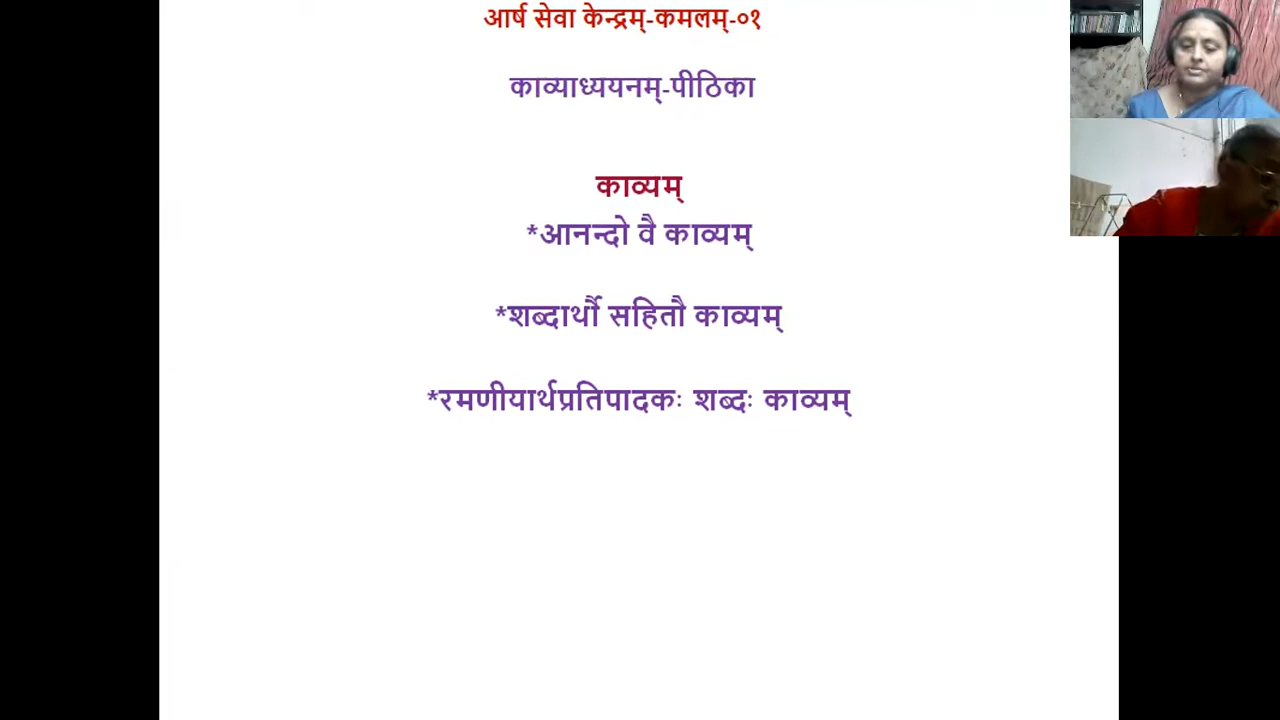 आर्ष सेवा केन्द्रम्-कमलम्-०१
काव्याध्ययनम्-पीठिका
काव्यम्
*आनन्दो वै काव्यम्
*शब्दार्थौ सहितौ काव्यम्
*रमणीयार्थप्रतिपादकः शब्दः काव्यम्